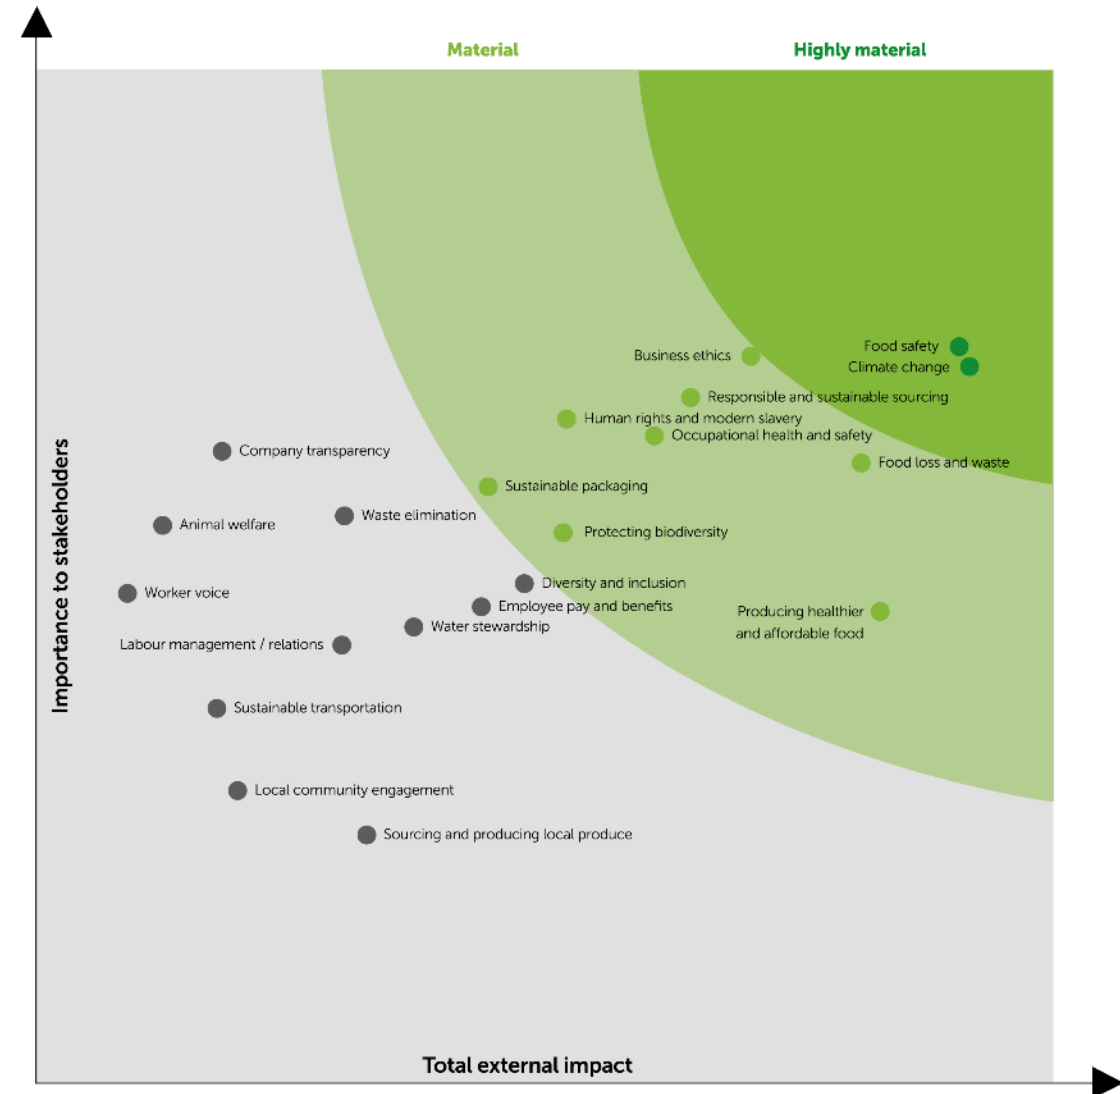 Material
Highly material
Food safety
Business ethics
Climate change
Responsible and sustainable sourcing
Human rights and modern slavery
Occupational health and safety
Company transparency
Food loss and waste
Sustainable packaging
Waste elimination
Animal welfare
Protecting biodiversity
Diversity and inclusion
Worker voice
Employee pay and benefits
Producing healthier
and affordable food
Water stewardship
Labour management / relations
Sustainable transportation
Local community engagement
Sourcing and producing local produce
Importance to stakeholders
Total external impact